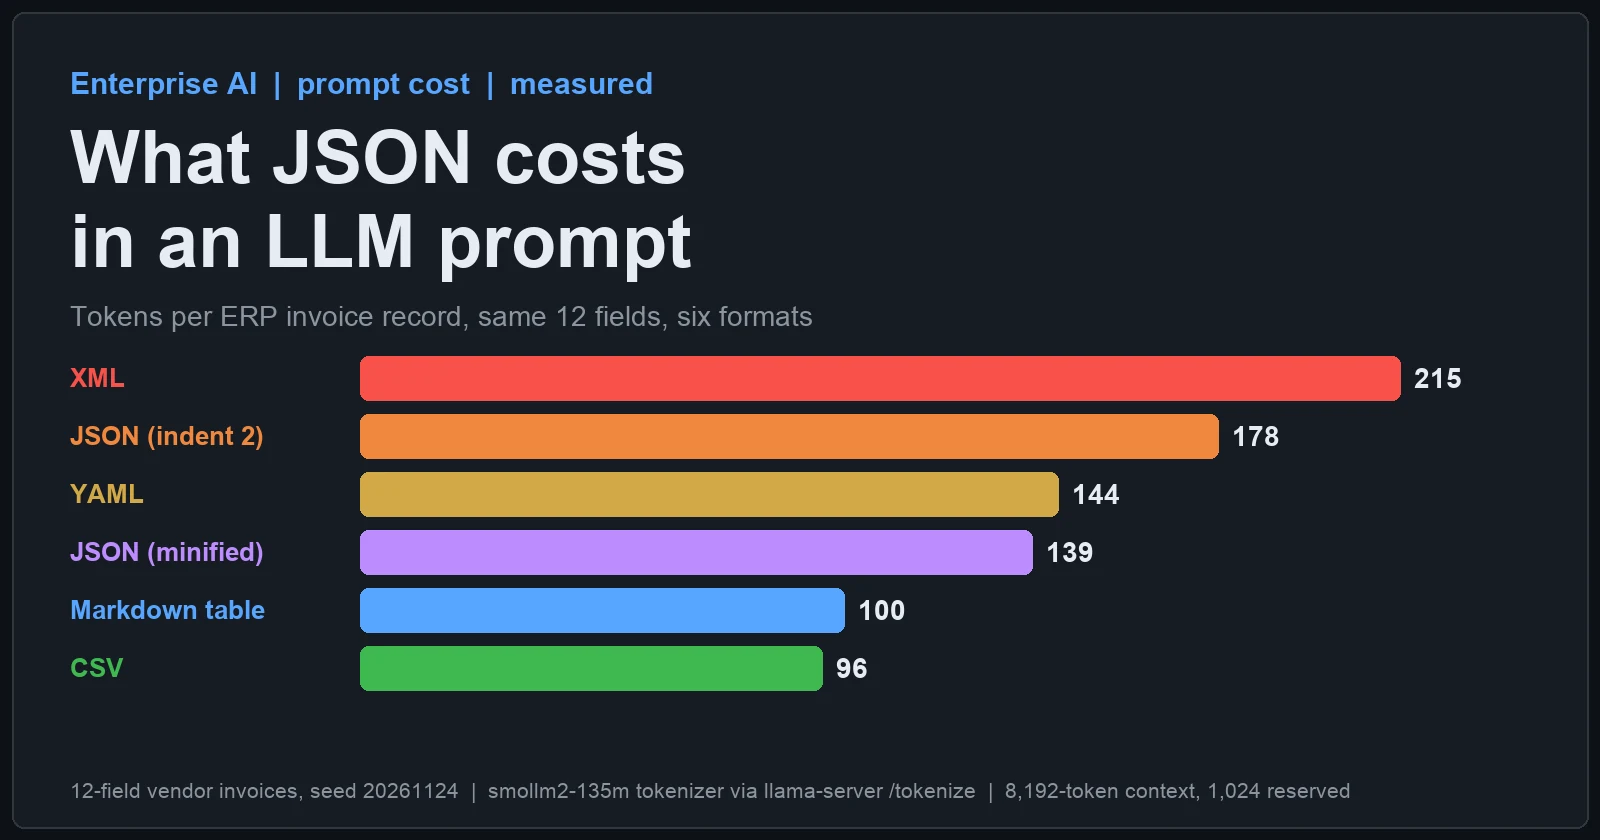 Enterprise AI | prompt cost | measured
What JSON costs
in an LLM prompt
Tokens per ERP invoice record, same 12 fields, six formats
XML 215
JSON (indent 2) 178
YAML 144
JSON (minified) 139
Markdown table 100
CSV 96
12-field vendor invoices, seed 20261124 | smollm2-135m tokenizer via llama-server /tokenize | 8,192-token context, 1,024 reserved